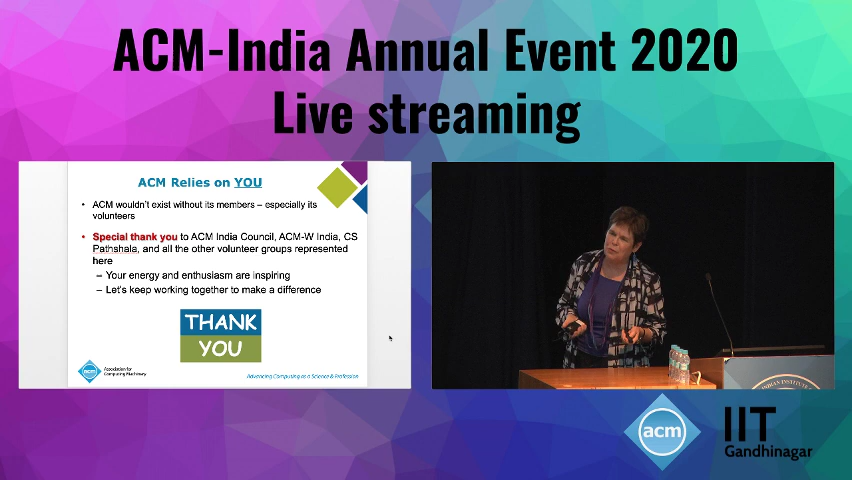 ACM-India Annual Event 2020
Live streaming
ACM Relies on YOU
• ACM wouldn't exist without its members – especially its
volunteers
• Special thank you to ACM India Council, ACM-W India, CS
Pathshala, and all the other volunteer groups represented
here
– Your energy and enthusiasm are inspiring
– Let's keep working together to make a difference
THANK
YOU
acm
Association for
Computing Machinery
Advancing Computing as a Science & Profession
INDIAN INSTITUTE
acm
IIT
Gandhinagar